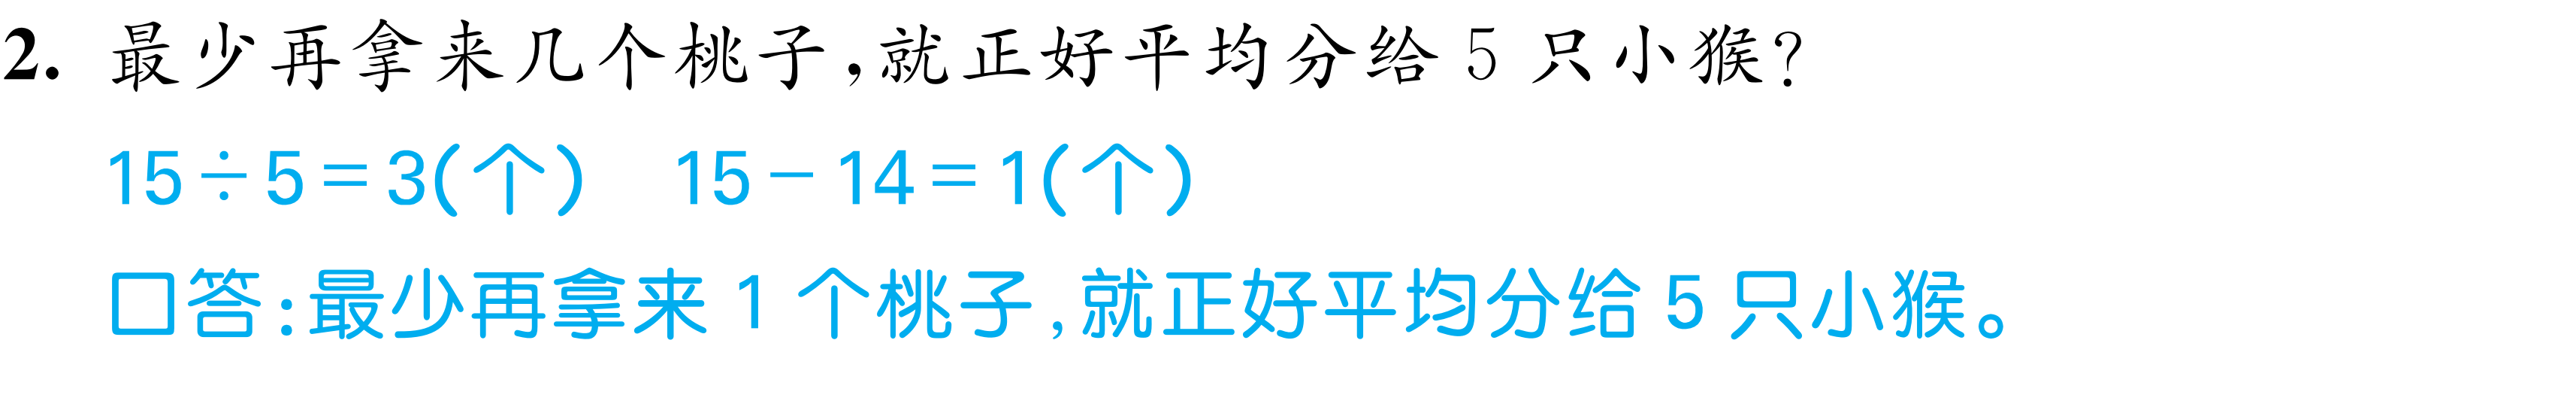 2. 最少再拿来几个桃子,就正好平均分给 5 只小猴?
15÷5=3(个) 15-14=1(个)
口答:最少再拿来 1 个桃子,就正好平均分给 5 只小猴。